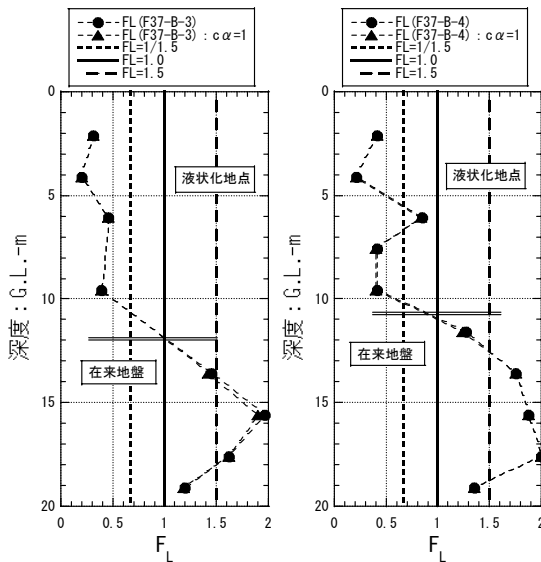 FL(F37-B-3)
FL(F37-B-3) : cα=1
FL=1/1.5
FL=1.0
FL=1.5
0
5
10
15
20
深度:G.L.-m
液状化地点
在来地盤
0 0.5 1 1.5 2
FL
FL(F37-B-4)
FL(F37-B-4) : cα=1
FL=1/1.5
FL=1.0
FL=1.5
0
5
10
15
20
深度:G.L.-m
液状化地点
在来地盤
0 0.5 1 1.5 2
FL